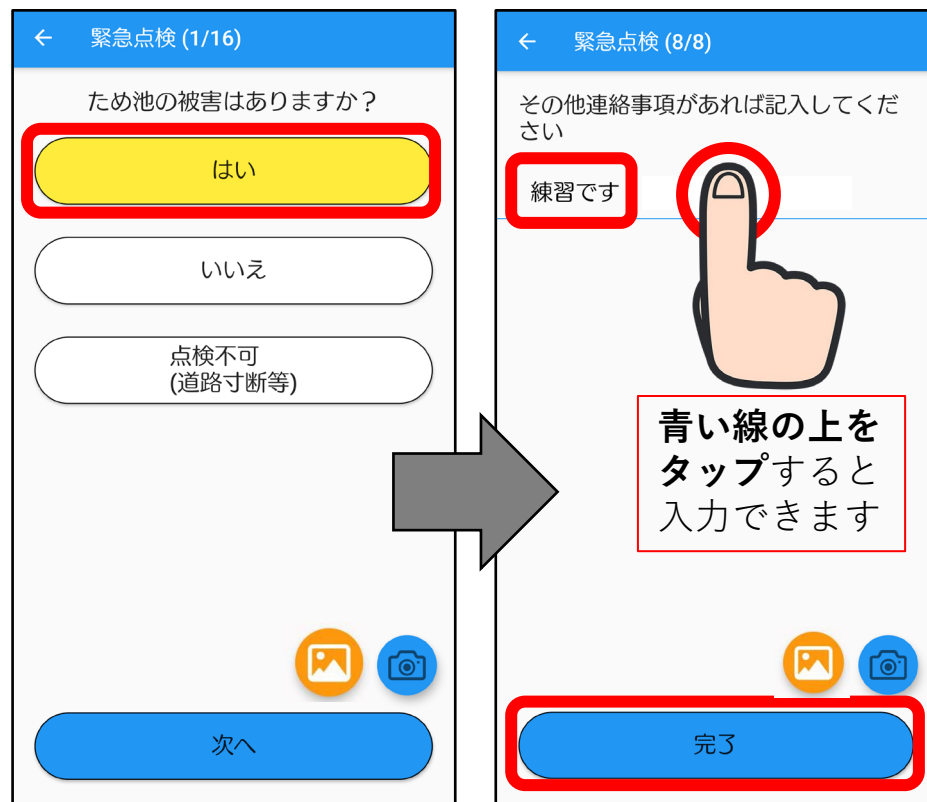 緊急点検 (1/16)
ため池の被害はありますか？
はい
いいえ
点検不可
(道路寸断等)
次へ
緊急点検 (8/8)
その他連絡事項があれば記入してくだ
さい
練習です
青い線の上を
タップすると
入力できます
完了